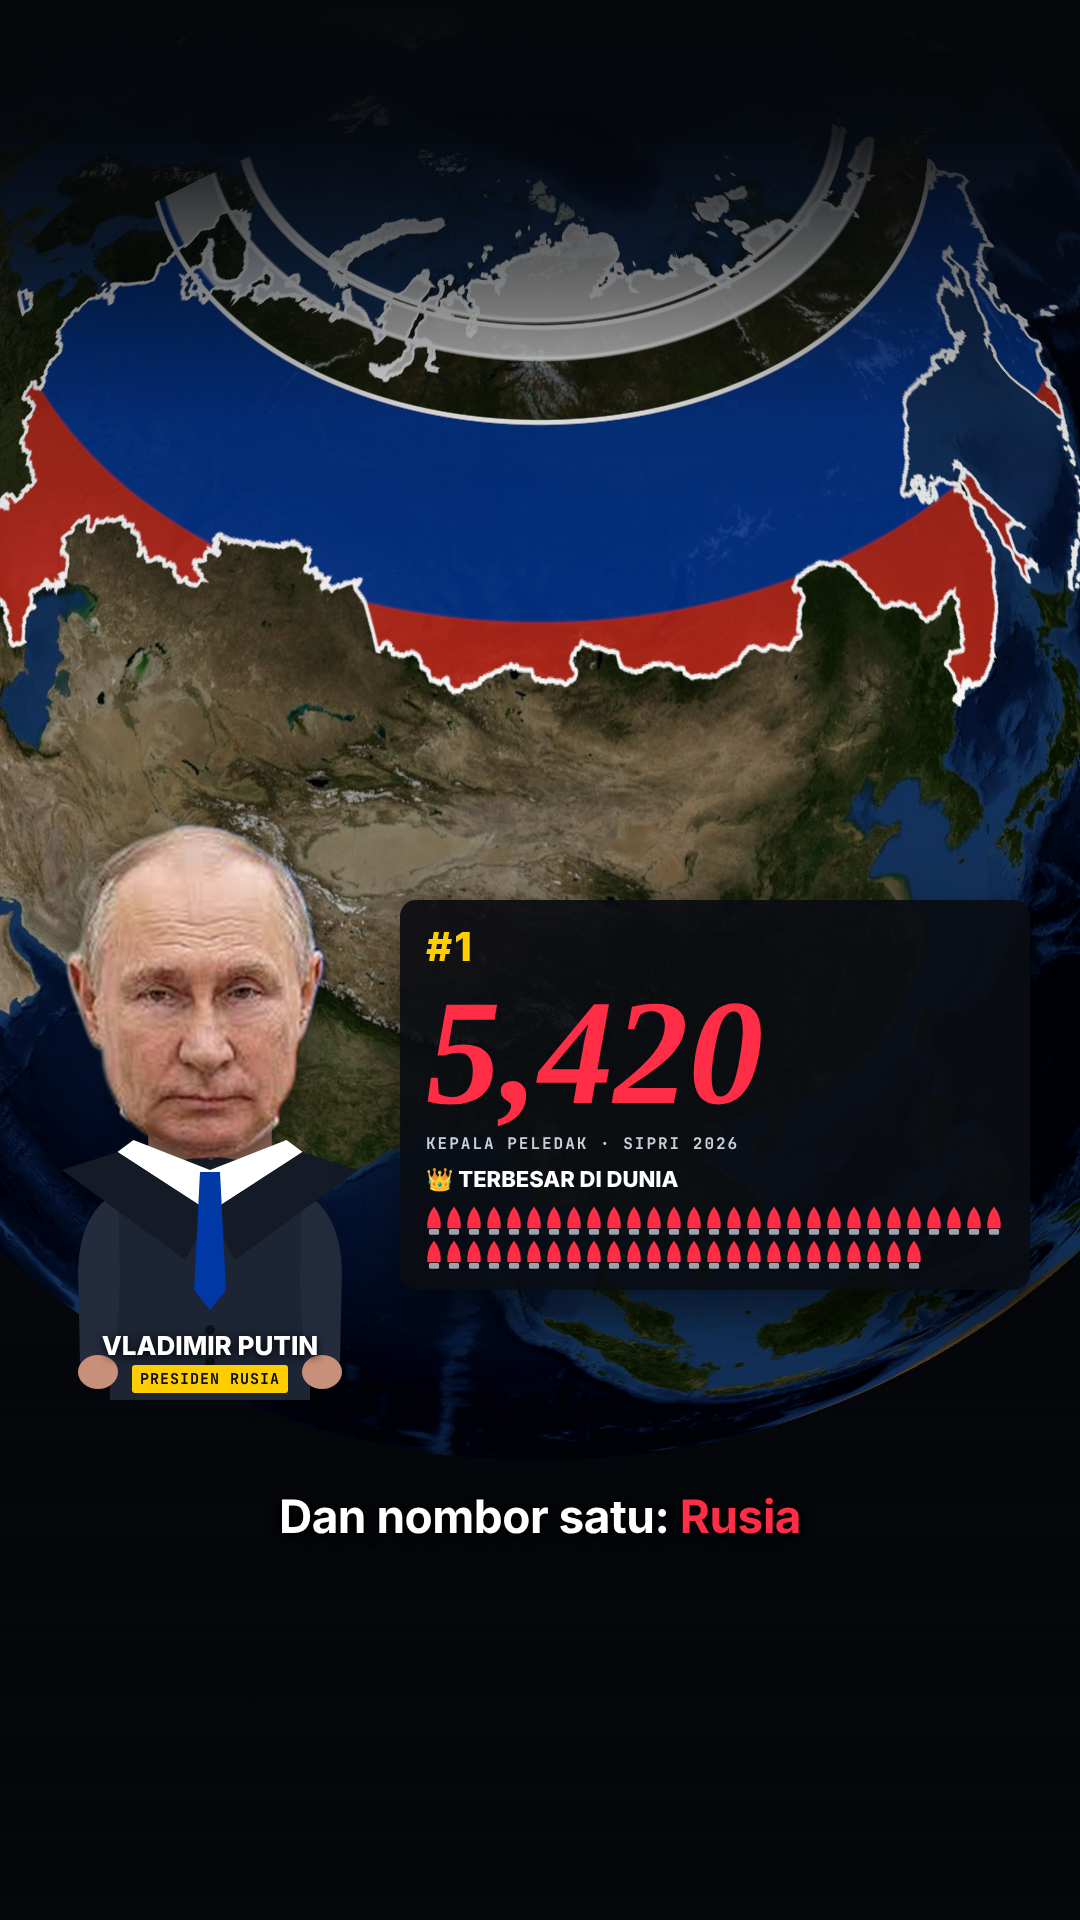 #1
5,420
KEPALA PELEDAK · SIPRI 2026
👑 TERBESAR DI DUNIA
VLADIMIR PUTIN
PRESIDEN RUSIA
Dan nombor satu: Rusia